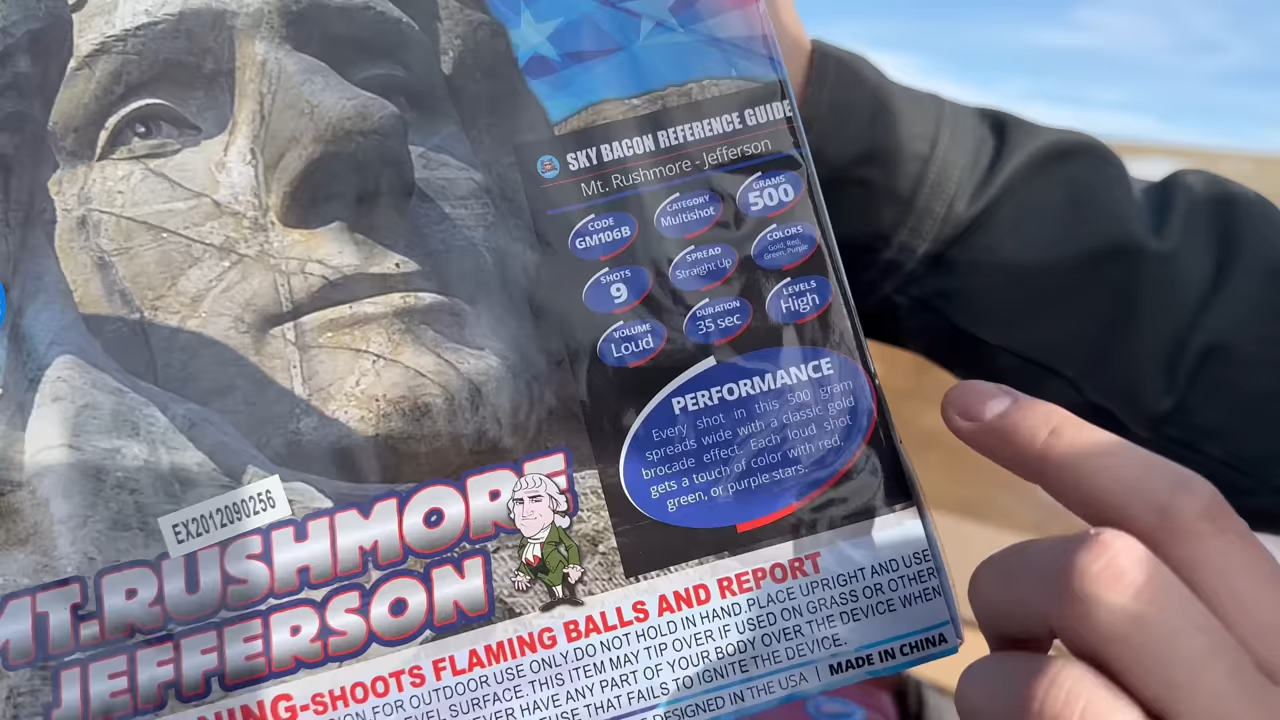 SKY BACON REFERENCE GUIDE
Mt. Rushmore - Jefferson
CODE
GM106B
CATEGORY
Multishot
GRAMS
500
SHOTS
9
SPREAD
Straight Up
COLORS
Gold, Red,
Green, Purple
VOLUME
Loud
DURATION
35 sec
LEVELS
High
PERFORMANCE
Every shot in this 500 gram
spreads wide with a classic gold
brocade effect. Each loud shot
gets a touch of color with red,
green, or purple stars.
EX2012090256
MT.RUSHMORE
JEFFERSON
NING-SHOOTS FLAMING BALLS AND REPORT
ION FOR OUTDOOR USE ONLY.DO NOT HOLD IN HAND.PLACE UPRIGHT AND USE
EVEL SURFACE.THIS ITEM MAY TIP OVER IF USED ON GRASS OR OTHER
EVER HAVE ANY PART OF YOUR BODY OVER THE DEVICE WHEN
FUSE THAT FAILS TO IGNITE THE DEVICE.
DESIGNED IN THE USA | MADE IN CHINA